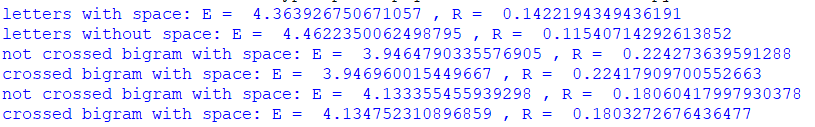 letters with space: E =  4.363926750671057 , R =  0.1422194349436191
letters without space: E =  4.4622350062498795 , R =  0.11540714292613852
not crossed bigram with space: E =  3.9464790335576905 , R =  0.224273639591288
crossed bigram with space: E =  3.946960015449667 , R =  0.22417909700552663
not crossed bigram with space: E =  4.133355455939298 , R =  0.18060417997930378
crossed bigram with space: E =  4.134752310896859 , R =  0.1803272676436477